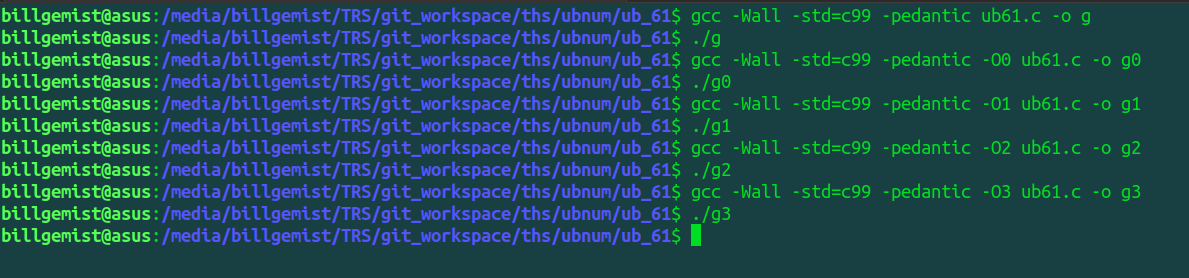 billgemist@asus:/media/billgemist/TRS/git_workspace/ths/ubnum/ub_61$ gcc -Wall -std=c99 -pedantic ub61.c -o g
billgemist@asus:/media/billgemist/TRS/git_workspace/ths/ubnum/ub_61$ ./g
billgemist@asus:/media/billgemist/TRS/git_workspace/ths/ubnum/ub_61$ gcc -Wall -std=c99 -pedantic -O0 ub61.c -o g0
billgemist@asus:/media/billgemist/TRS/git_workspace/ths/ubnum/ub_61$ ./g0
billgemist@asus:/media/billgemist/TRS/git_workspace/ths/ubnum/ub_61$ gcc -Wall -std=c99 -pedantic -O1 ub61.c -o g1
billgemist@asus:/media/billgemist/TRS/git_workspace/ths/ubnum/ub_61$ ./g1
billgemist@asus:/media/billgemist/TRS/git_workspace/ths/ubnum/ub_61$ gcc -Wall -std=c99 -pedantic -O2 ub61.c -o g2
billgemist@asus:/media/billgemist/TRS/git_workspace/ths/ubnum/ub_61$ ./g2
billgemist@asus:/media/billgemist/TRS/git_workspace/ths/ubnum/ub_61$ gcc -Wall -std=c99 -pedantic -O3 ub61.c -o g3
billgemist@asus:/media/billgemist/TRS/git_workspace/ths/ubnum/ub_61$ ./g3
billgemist@asus:/media/billgemist/TRS/git_workspace/ths/ubnum/ub_61$